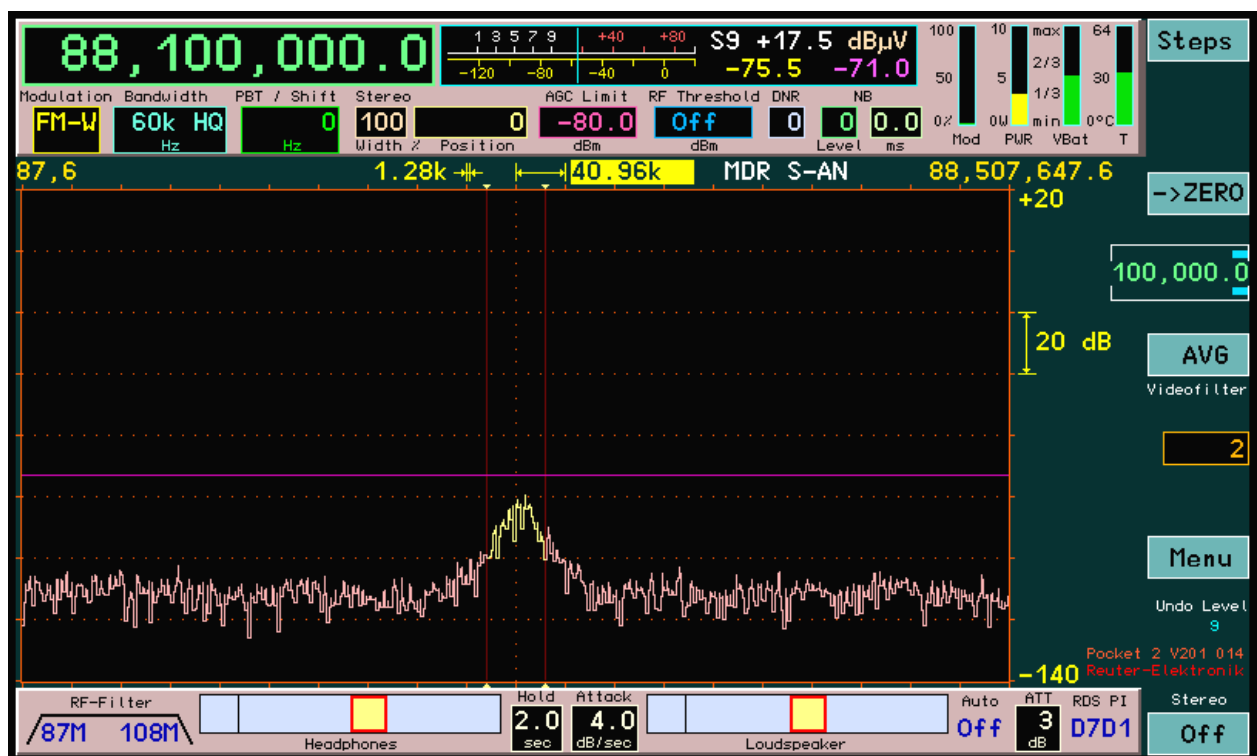 88,100,000.0
1 3 5 7 9 +40 +80
-120 -80 -40 0
S9 +17.5 dBµV
-75.5 -71.0
100 10 max 64
50 5 2/3 30
1/3
0% 0W min 0°C
Mod PWR VBat T
Steps
Modulation Bandwidth PBT / Shift Stereo AGC Limit RF Threshold DNR NB
FM-W 60k HQ 0 100 0 -80.0 Off 0 0 0.0
Hz Hz Width % Position dBm dBm Level ms
87,6 1.28k 40.96k MDR S-AN 88,507,647.6
+20
->ZERO
100,000.0
20 dB
AVG
Videofilter
2
Menu
Undo Level
9
Pocket 2 V201 014
-140 Reuter-Elektronik
RF-Filter Hold Attack Auto ATT RDS PI Stereo
87M 108M 2.0 4.0 Off 3 D7D1 Off
Headphones sec dB/sec Loudspeaker dB